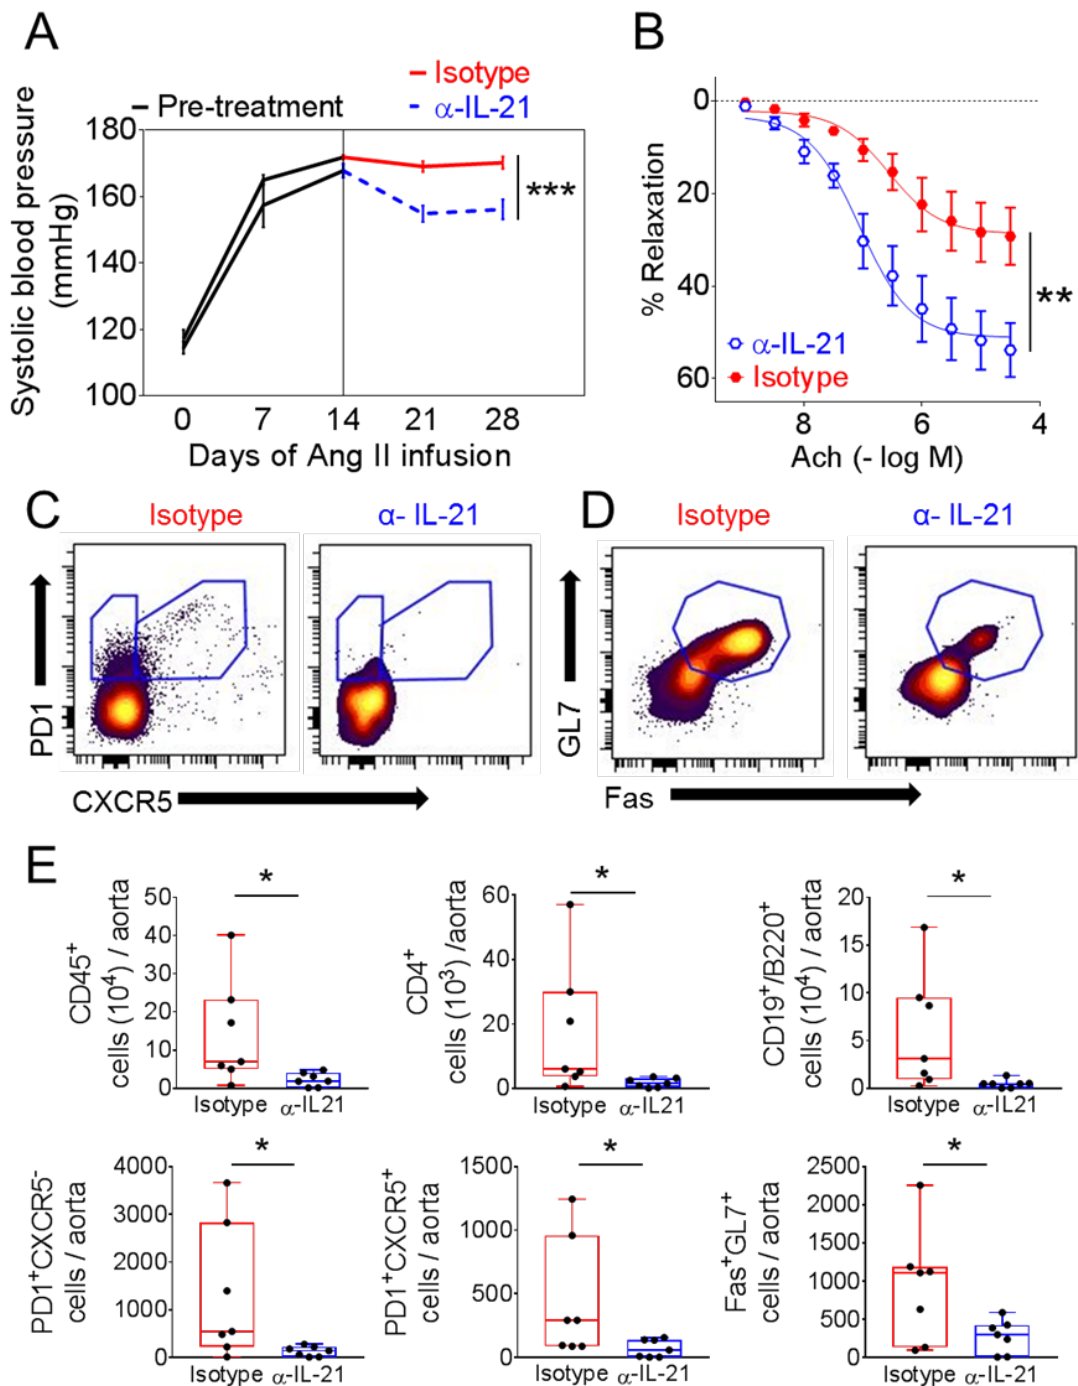 A
Isotype
α-IL-21
Pre-treatment
Systolic blood pressure
(mmHg)
180
160
140
120
100
0 7 14 21 28
Days of Ang II infusion
***
B
% Relaxation
0
20
40
60
α-IL-21
Isotype
**
8 6 4
Ach (- log M)
C
Isotype
α- IL-21
PD1
CXCR5
D
Isotype
α- IL-21
GL7
Fas
E
CD45⁺
cells (10⁴) / aorta
50
40
30
20
10
0
*
Isotype α-IL21
CD4⁺
cells (10³) /aorta
60
40
20
0
*
Isotype α-IL21
CD19⁺/B220⁺
cells (10⁴) / aorta
20
15
10
5
0
*
Isotype α-IL21
PD1⁺CXCR5⁻
cells / aorta
4000
3000
2000
1000
0
*
Isotype α-IL-21
PD1⁺CXCR5⁺
cells / aorta
1500
1000
500
0
*
Isotype α-IL-21
Fas⁺GL7⁺
cells / aorta
2500
2000
1500
1000
500
0
*
Isotype α-IL-21